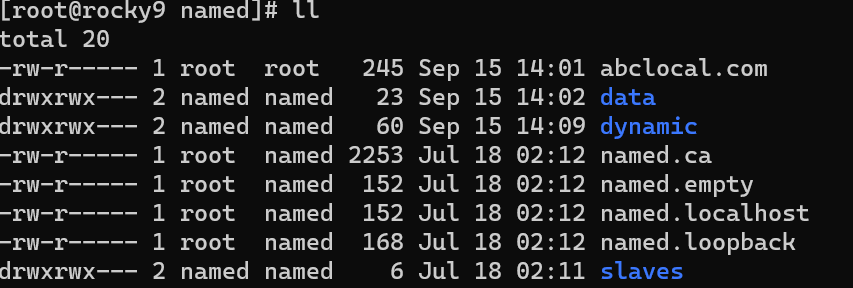 [root@rocky9 named]# ll
total 20
-rw-r----- 1 root  root   245 Sep 15 14:01 abclocal.com
drwxrwx--- 2 named named   23 Sep 15 14:02 data
drwxrwx--- 2 named named   60 Sep 15 14:09 dynamic
-rw-r----- 1 root  named 2253 Jul 18 02:12 named.ca
-rw-r----- 1 root  named  152 Jul 18 02:12 named.empty
-rw-r----- 1 root  named  152 Jul 18 02:12 named.localhost
-rw-r----- 1 root  named  168 Jul 18 02:12 named.loopback
drwxrwx--- 2 named named    6 Jul 18 02:11 slaves